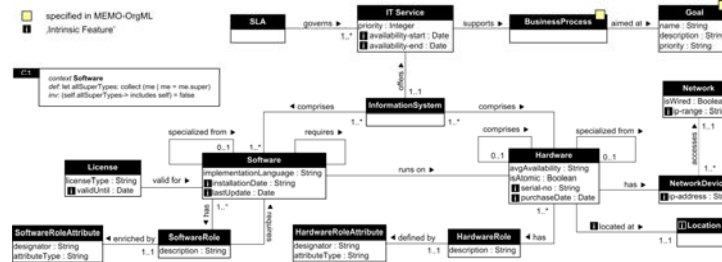 specified in MEMO-OrgML
i ‚Intrinsic Feature'
SLA
governs
1..*
IT Service
priority : Integer
i availability-start : Date
i availability-end : Date
supports
BusinessProcess
aimed at
Goal
name : String
description : String
priority : String
C1
context Software
def: let allSuperTypes: collect (me | me = me.super)
inv: (self.allSuperTypes-> includes self) = false
offers
1..1
InformationSystem
comprises
1..*
comprises
1..*
Network
isWired : Boolean
i ip-range :
1..1
accesses
specified from
0..1
1..*
requires
comprises
0..1
specialized from
0..1
License
licenseType : String
i validUntil : Date
valid for
Software
implementationLanguage : String
i installationDate : String
i lastUpdate : Date
runs on
Hardware
avgAvailability : String
isAtomic : Boolean
i serial-no : String
i purchaseDate : Date
has
1..*
NetworkDevice
i ip-address :
1..*
has
requires
1..*
i located at
1..1
i Location
SoftwareRoleAttribute
designator : String
attributeType : String
enriched by
1..1
SoftwareRole
description : String
HardwareRoleAttribute
designator : String
attributeType : String
defined by
1..1
HardwareRole
description : String
has